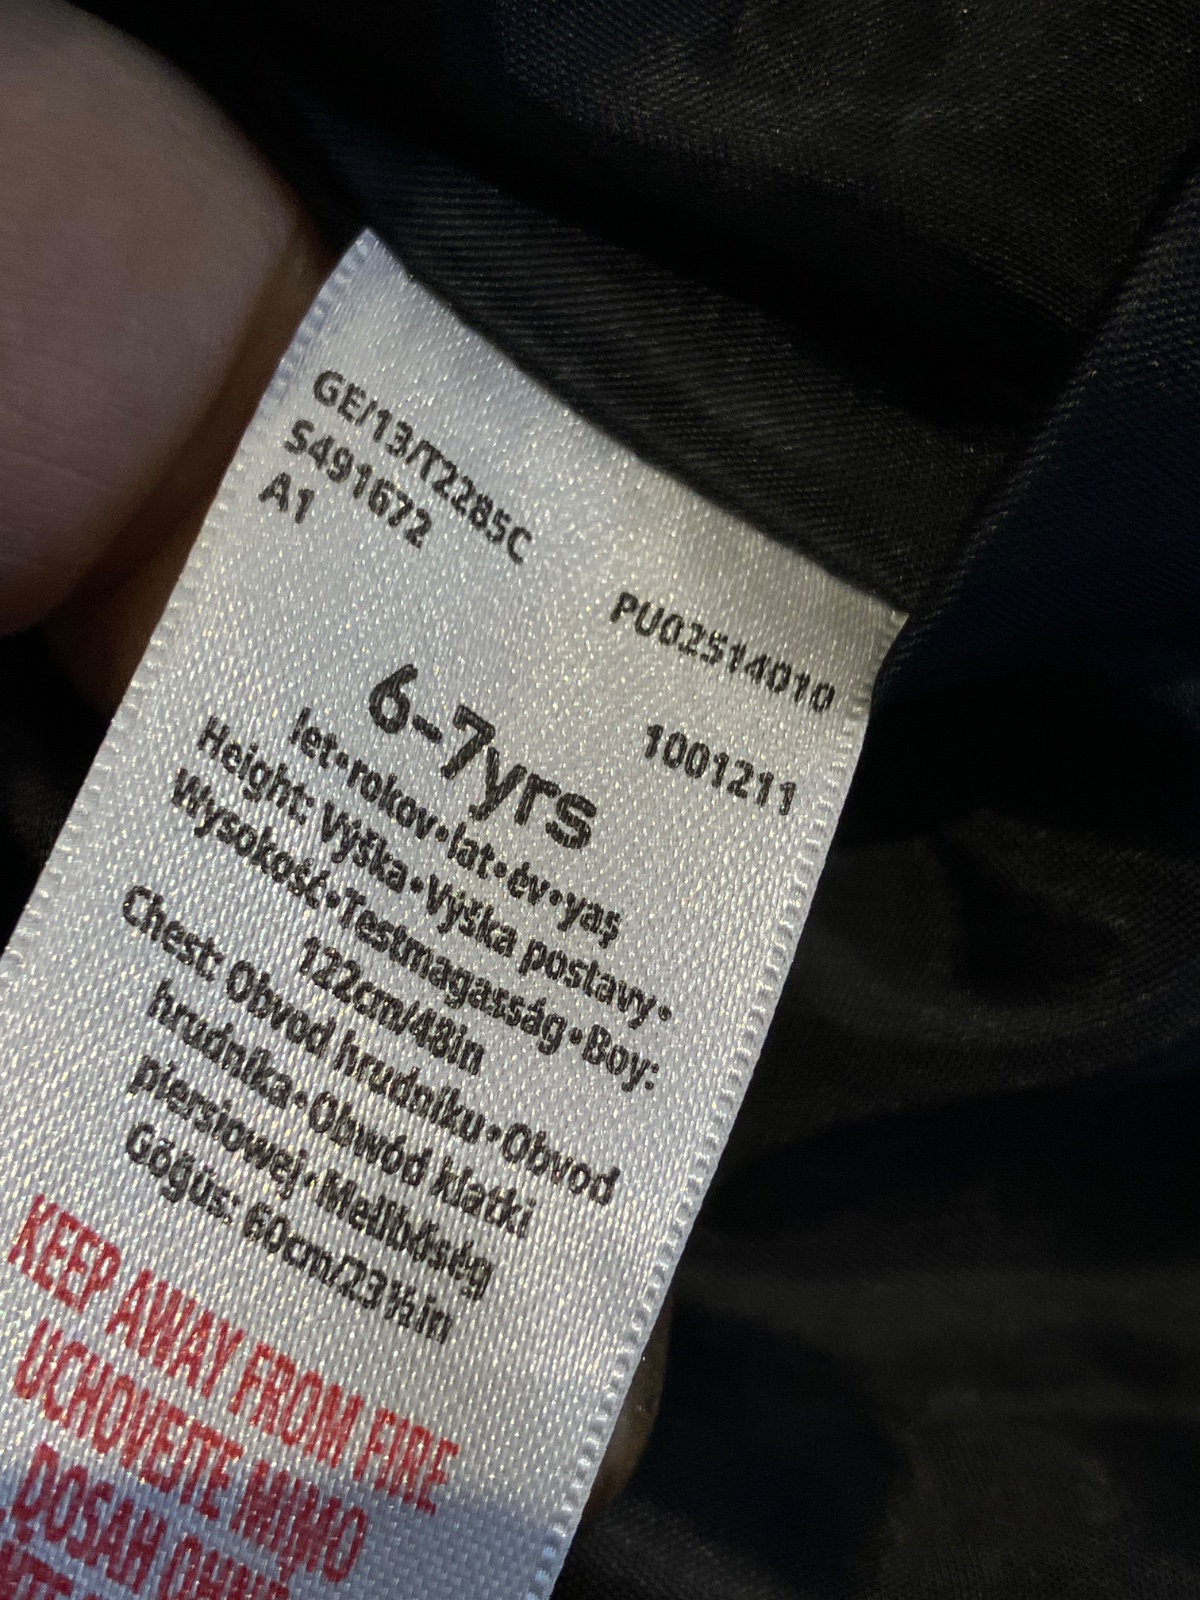 GE/13/T2285C
S491672
A1
PU02514010
1001211
6-7yrs
let•rokov•lat•év•yaş
Height: Výška•Výška postavy•
Wysokość•Testmagasság•Boy:
122cm/48in
Chest: Obvod hrudníku•Obvod
hrudníka•Obwód klatki
piersiowej•Mellbőség
Göğüs: 60cm/23½in
KEEP AWAY FROM FIRE
UCHOVEJTE MIMO
DOSAH OHNĚ